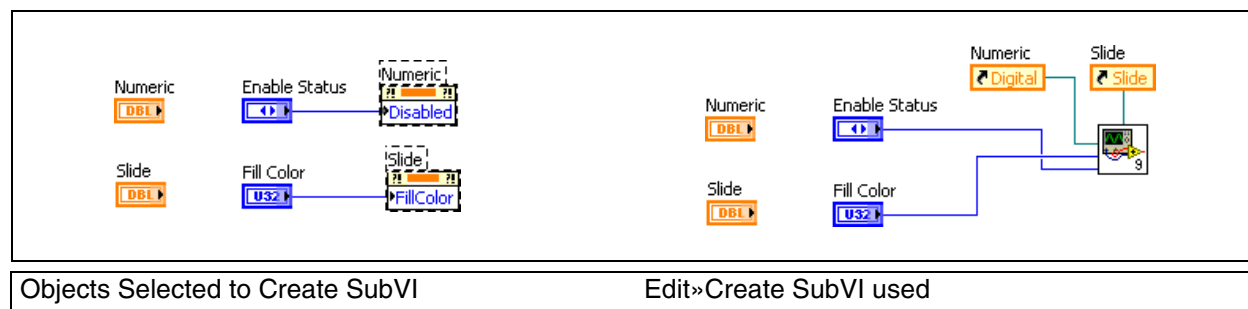 Numeric Slide
Numeric
Digital Slide
Numeric Enable Status Numeric Enable Status
DBL Disabled DBL
9
Slide Fill Color Slide Slide Fill Color
DBL U32 FillColor DBL U32
Objects Selected to Create SubVI Edit»Create SubVI used